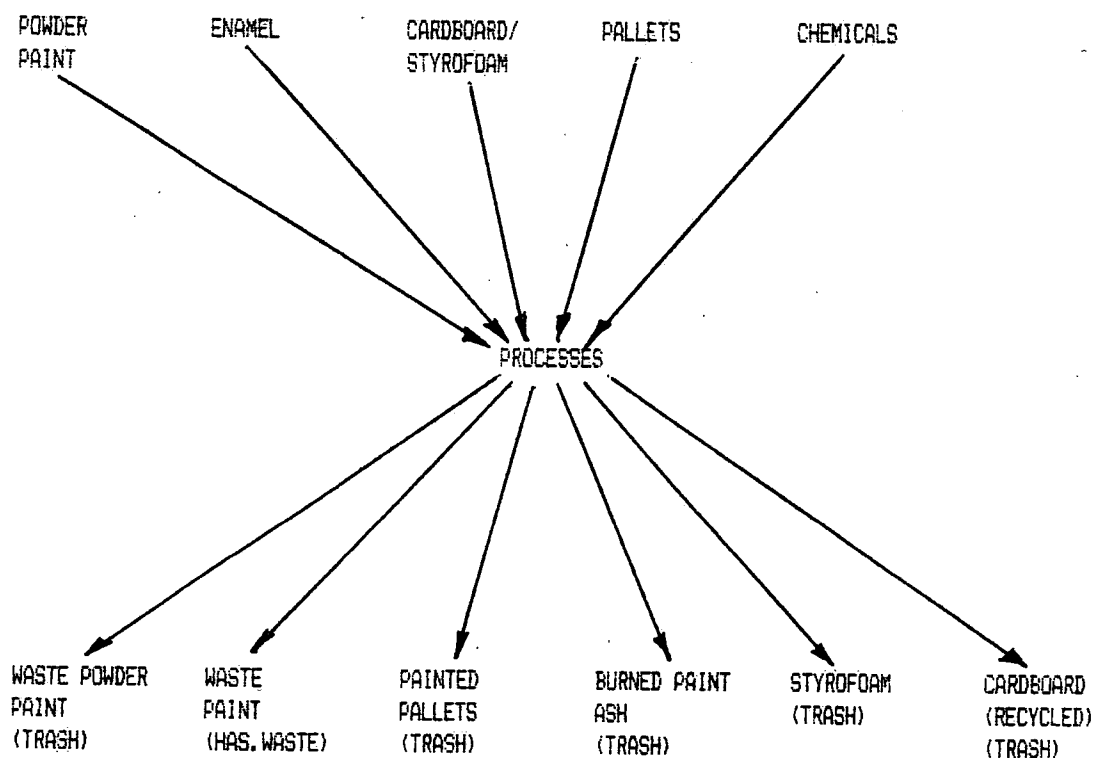 POWDER
PAINT
ENAMEL
CARDBOARD/
STYROFOAM
PALLETS
CHEMICALS
PROCESSES
WASTE POWDER
PAINT
(TRASH)
WASTE
PAINT
(HAS.WASTE)
PAINTED
PALLETS
(TRASH)
BURNED PAINT
ASH
(TRASH)
STYROFOAM
(TRASH)
CARDBOARD
(RECYCLED)
(TRASH)